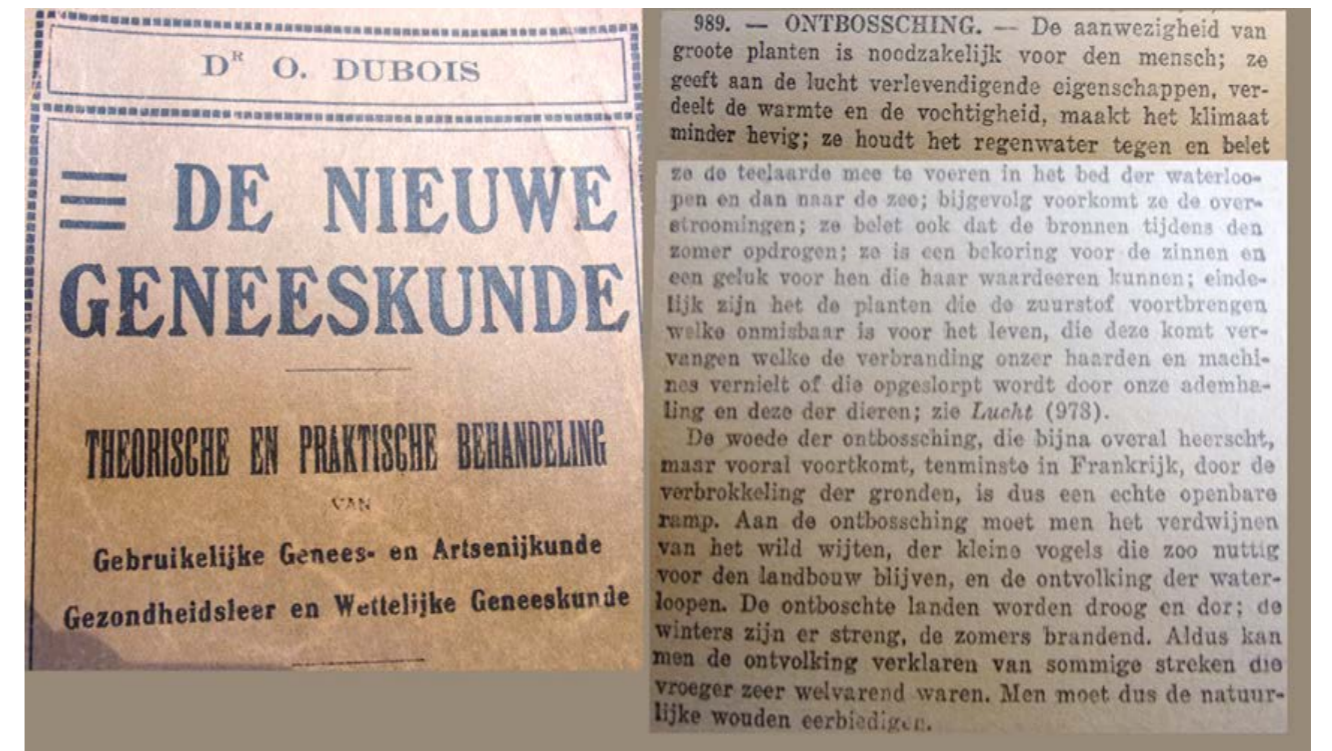 DR O. DUBOIS
DE NIEUWE
GENEESKUNDE
THEORISCHE EN PRAKTISCHE BEHANDELING
VAN
Gebruikelijke Genees- en Artsenijkunde
Gezondheidsleer en Wettelijke Geneeskunde
989. — ONTBOSSCHING. — De aanwezigheid van
groote planten is noodzakelijk voor den mensch; ze
geeft aan de lucht verlevendigende eigenschappen, ver-
deelt de warmte en de vochtigheid, maakt het klimaat
minder hevig; ze houdt het regenwater tegen en belet
ze de teelaarde mee te voeren in het bed der waterloo-
pen en dan naar de zee; bijgevolg voorkomt ze de over-
stroomingen; ze belet ook dat de bronnen tijdens den
zomer opdrogen; ze is een bekoring voor de zinnen en
een geluk voor hen die haar waardeeren kunnen; einde-
lijk zijn het de planten die de zuurstof voortbrengen
welke onmisbaar is voor het leven, die deze komt ver-
vangen welke de verbranding onzer haarden en machi-
nes vernielt of die opgeslorpt wordt door onze ademha-
ling en deze der dieren; zie Lucht (978).
De woede der ontbossching, die bijna overal heerscht,
maar vooral voortkomt, tenminste in Frankrijk, door de
verbrokkeling der gronden, is dus een echte openbare
ramp. Aan de ontbossching moet men het verdwijnen
van het wild wijten, der kleine vogels die zoo nuttig
voor den landbouw blijven, en de ontvolking der water-
loopen. De ontboschte landen worden droog en dor; de
winters zijn er streng, de zomers brandend. Aldus kan
men de ontvolking verklaren van sommige streken die
vroeger zeer welvarend waren. Men moet dus de natuur-
lijke wouden eerbiedigen.